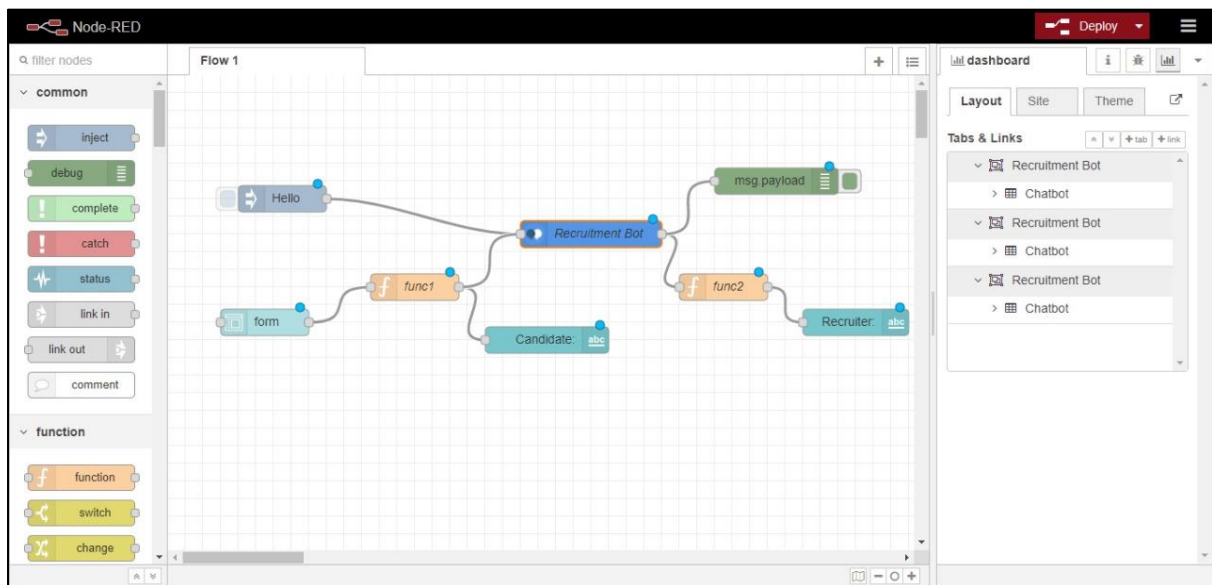 Node-RED
Deploy
filter nodes
Flow 1
dashboard
i
common
Layout
Site
Theme
Tabs & Links
+ tab
+ link
inject
debug
complete
catch
status
link in
link out
comment
function
function
switch
change
Hello
form
func1
Candidate:
abc
Recruitment Bot
msg.payload
func2
Recruiter:
abc
Recruitment Bot
Chatbot
Recruitment Bot
Chatbot
Recruitment Bot
Chatbot